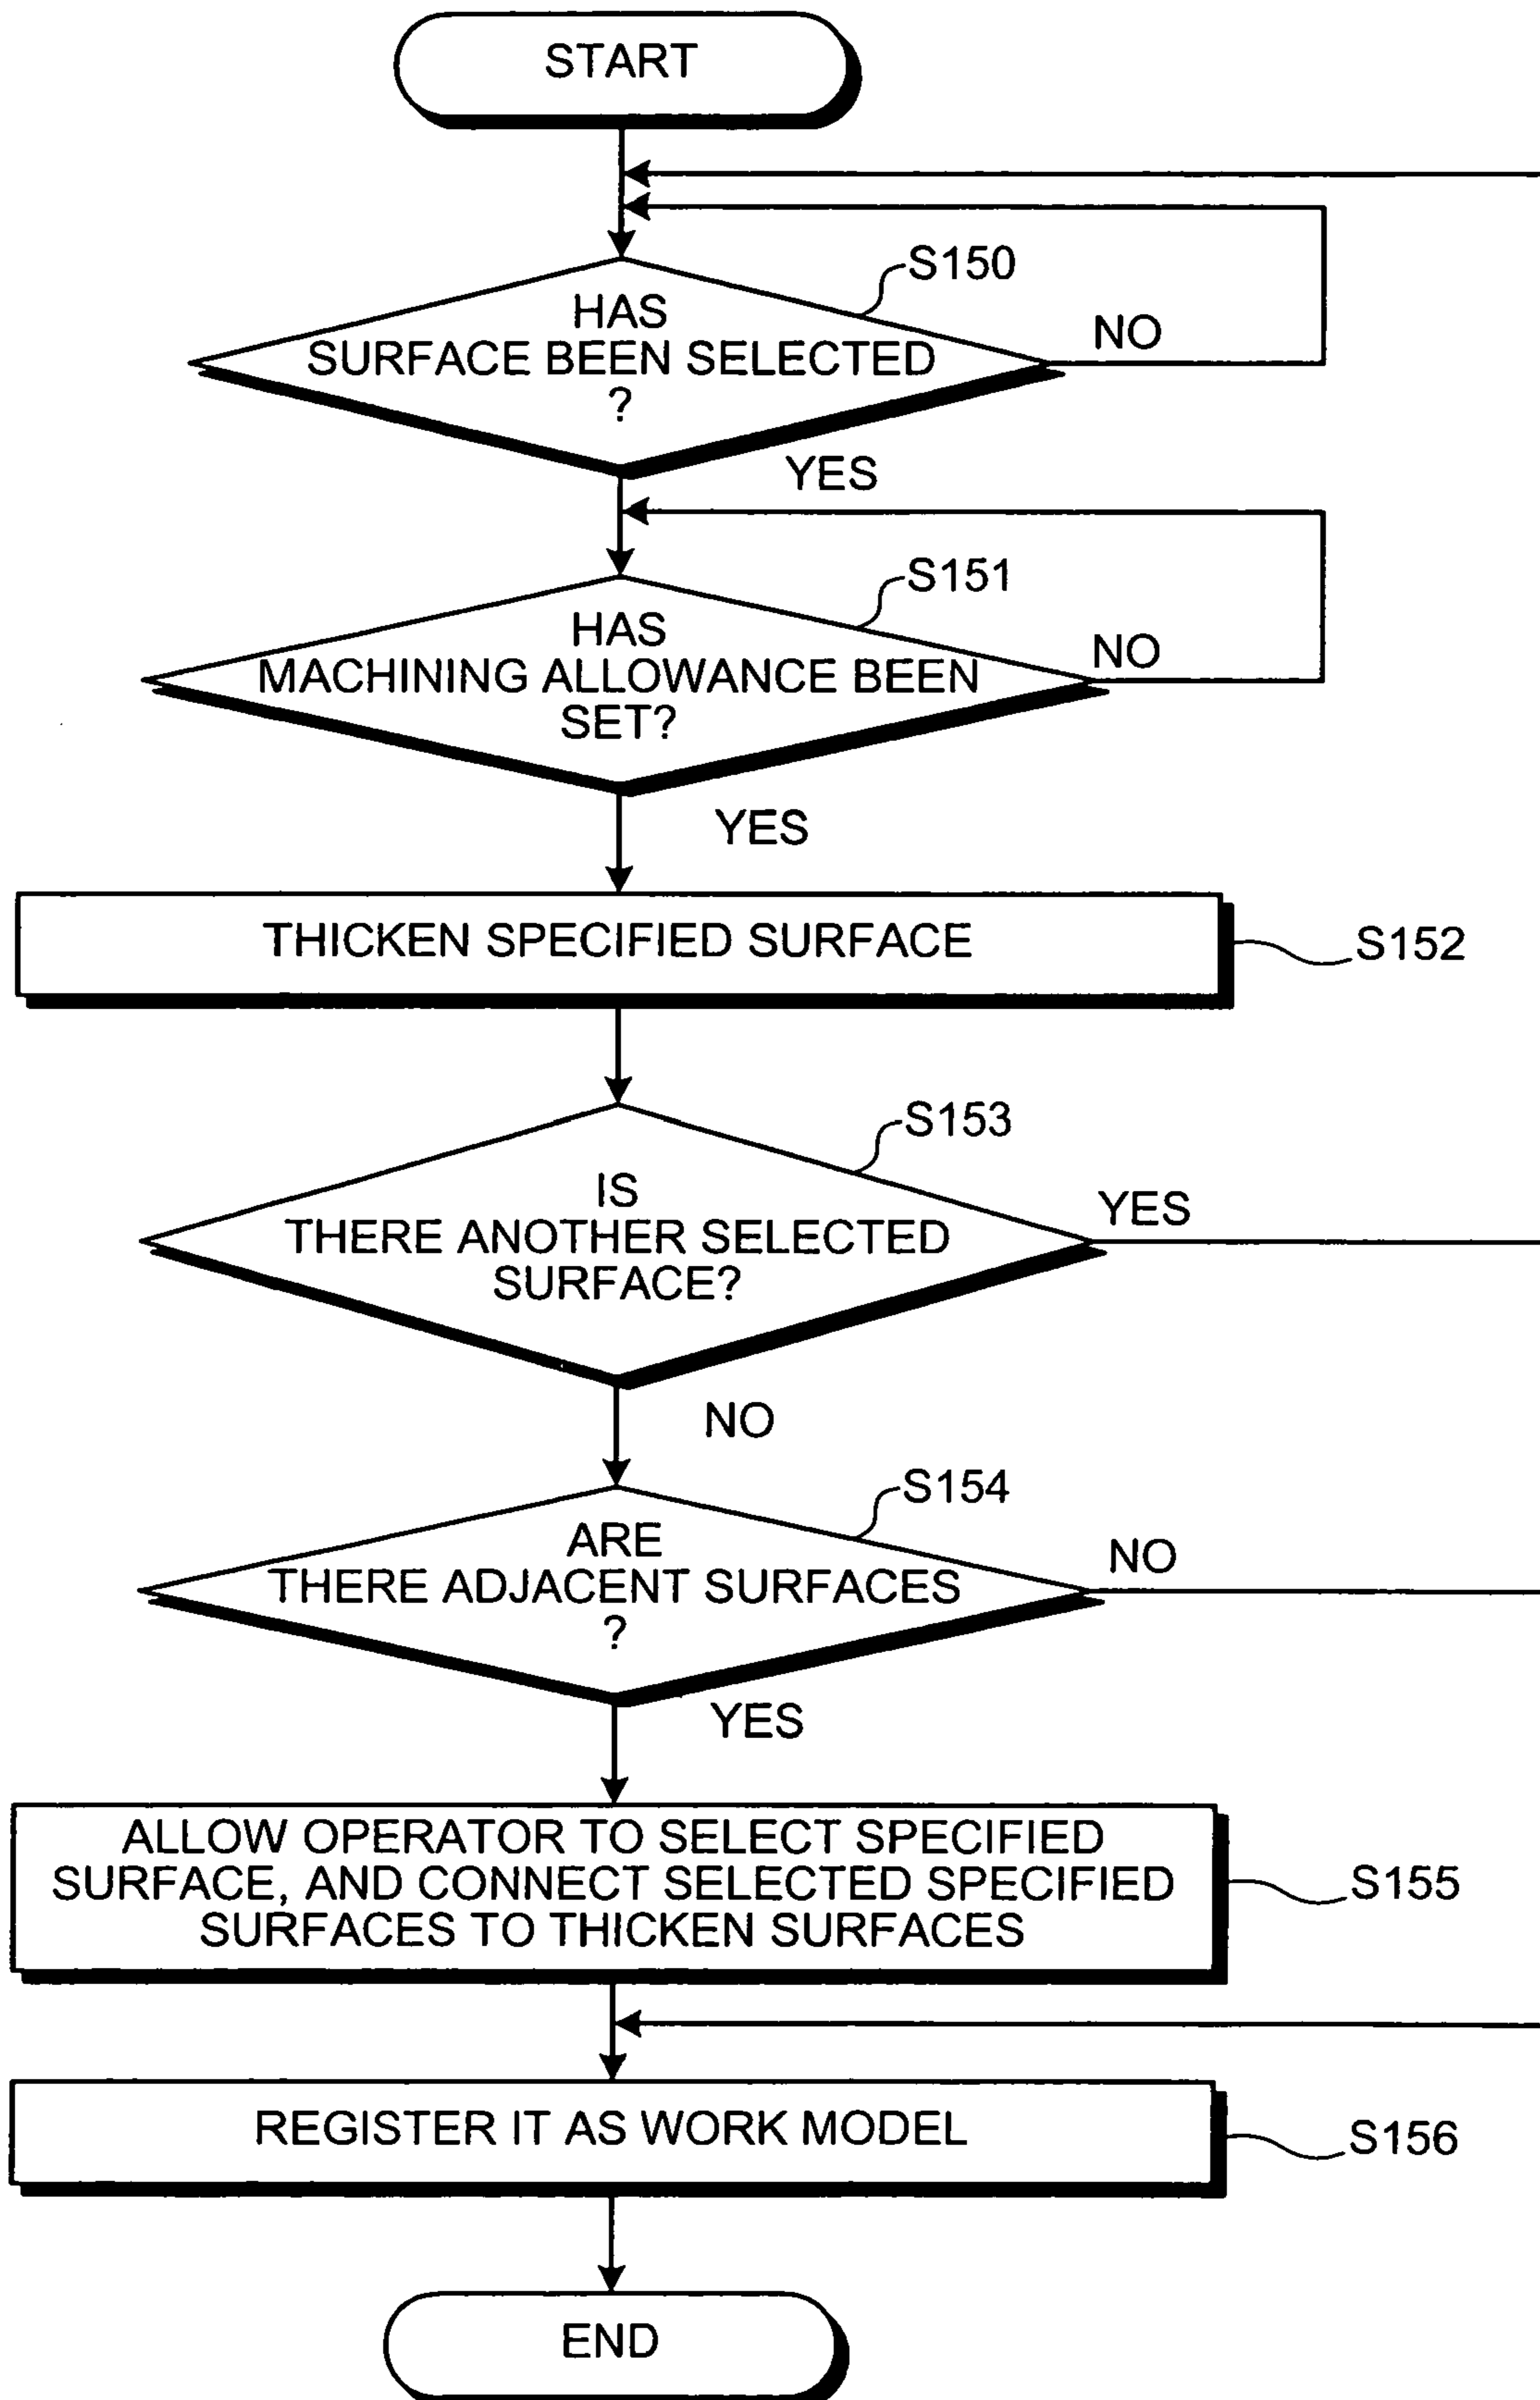 START
S150
HAS
SURFACE BEEN SELECTED
?
NO
YES
S151
HAS
MACHINING ALLOWANCE BEEN
SET?
NO
YES
THICKEN SPECIFIED SURFACE
S152
S153
IS
THERE ANOTHER SELECTED
SURFACE?
YES
NO
S154
ARE
THERE ADJACENT SURFACES
?
NO
YES
ALLOW OPERATOR TO SELECT SPECIFIED
SURFACE, AND CONNECT SELECTED SPECIFIED
SURFACES TO THICKEN SURFACES
S155
REGISTER IT AS WORK MODEL
S156
END